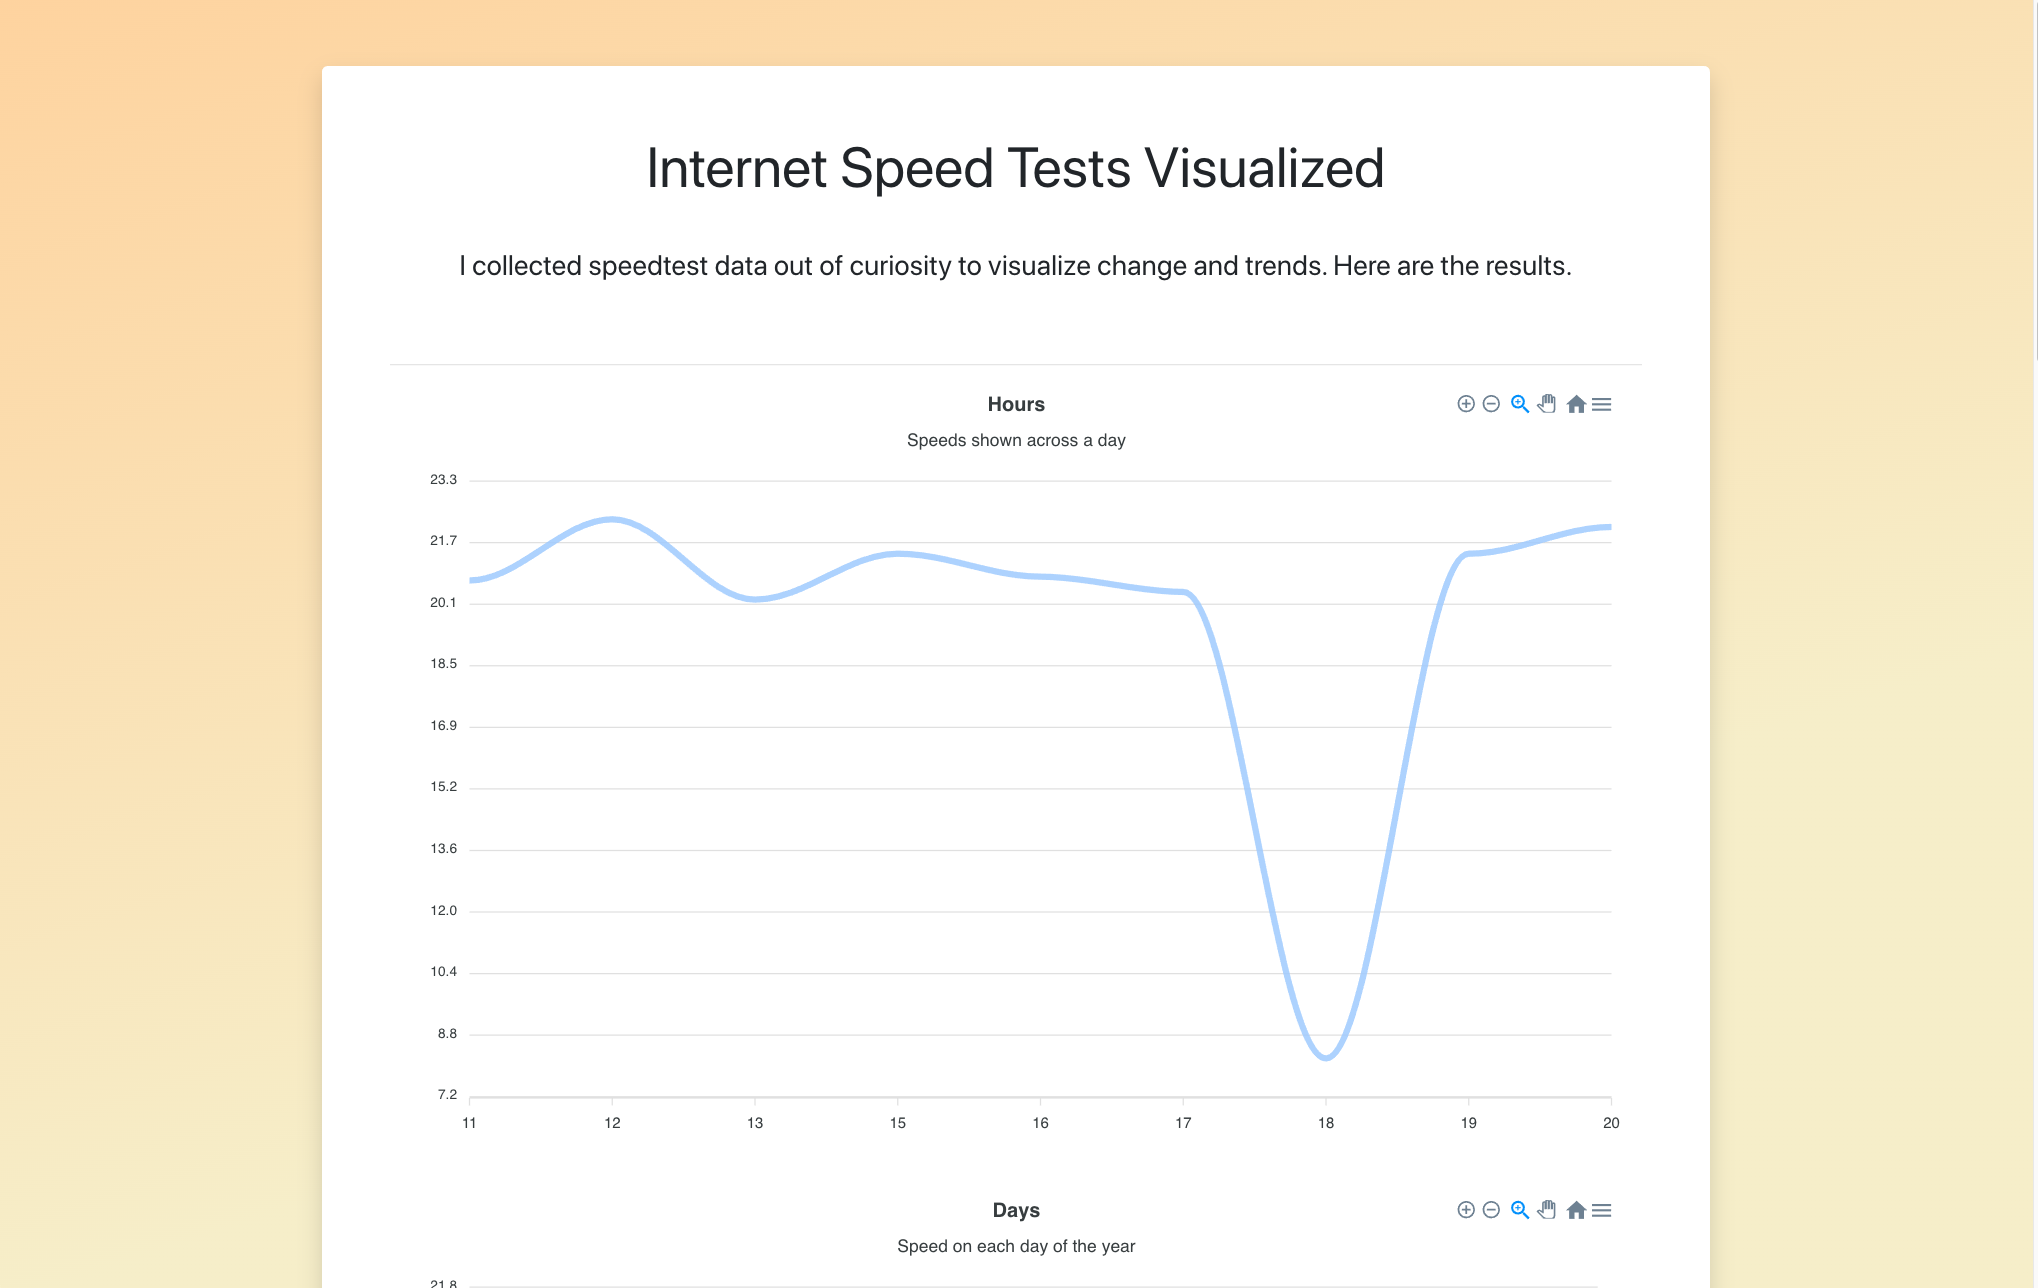 Internet Speed Tests Visualized
I collected speedtest data out of curiosity to visualize change and trends. Here are the results.
Hours
Speeds shown across a day
23.3
21.7
20.1
18.5
16.9
15.2
13.6
12.0
10.4
8.8
7.2
11 12 13 15 16 17 18 19 20
Days
Speed on each day of the year
21.8